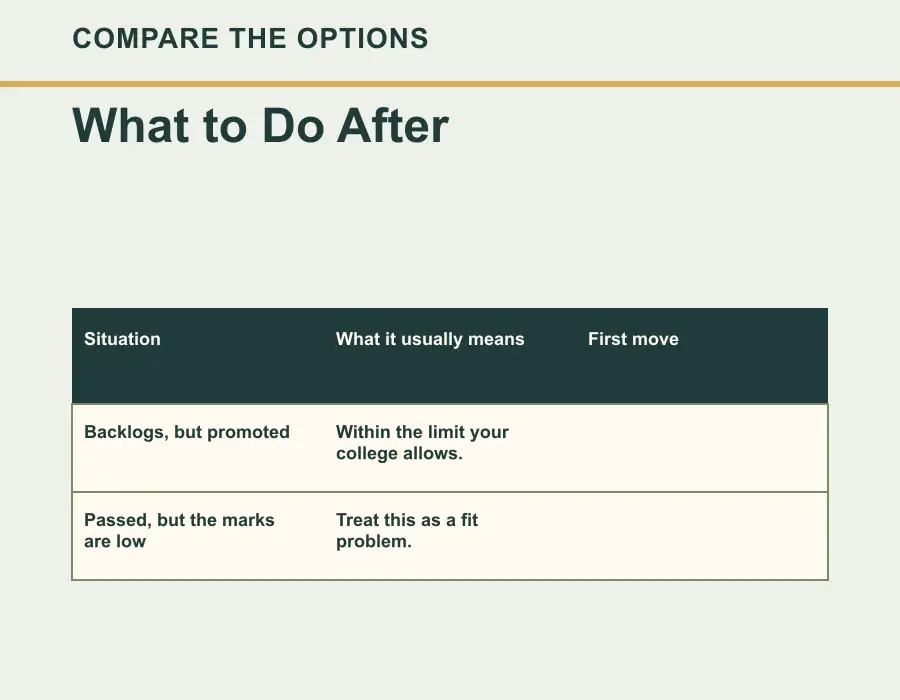 COMPARE THE OPTIONS
What to Do After
Situation
What it usually means
First move
Backlogs, but promoted
Within the limit your
college allows.
Passed, but the marks
are low
Treat this as a fit
problem.